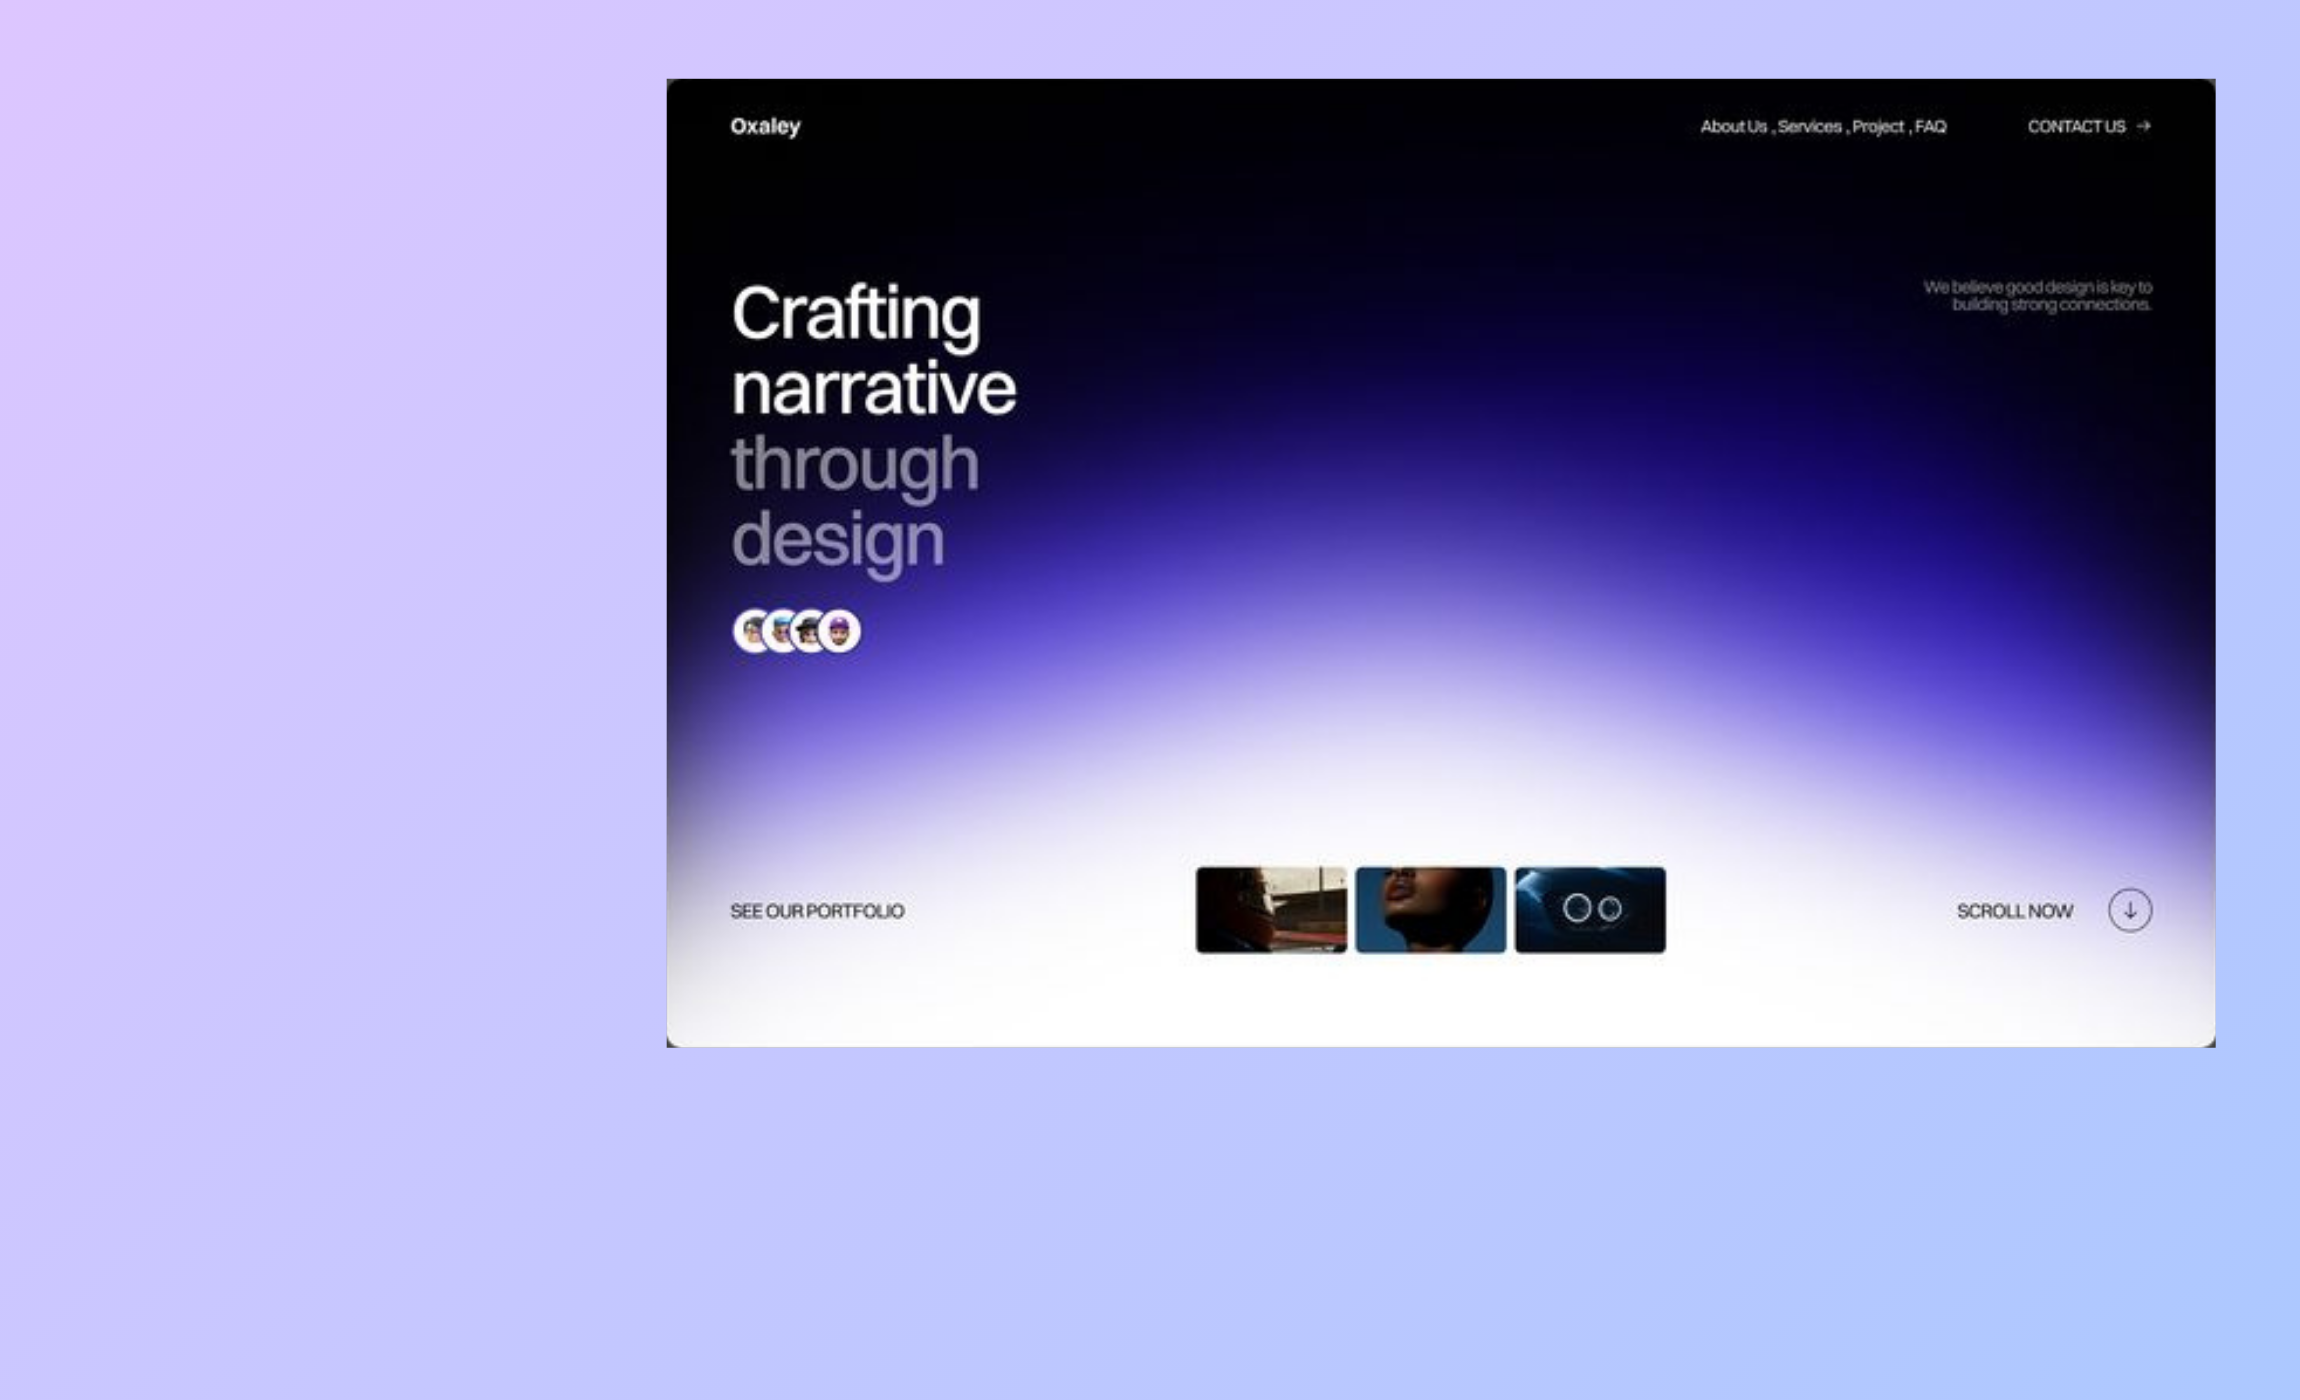 Oxaley
About Us , Services , Project , FAQ
CONTACT US →
Crafting
narrative
through
design
We believe good design is key to
building strong connections.
SEE OUR PORTFOLIO
SCROLL NOW